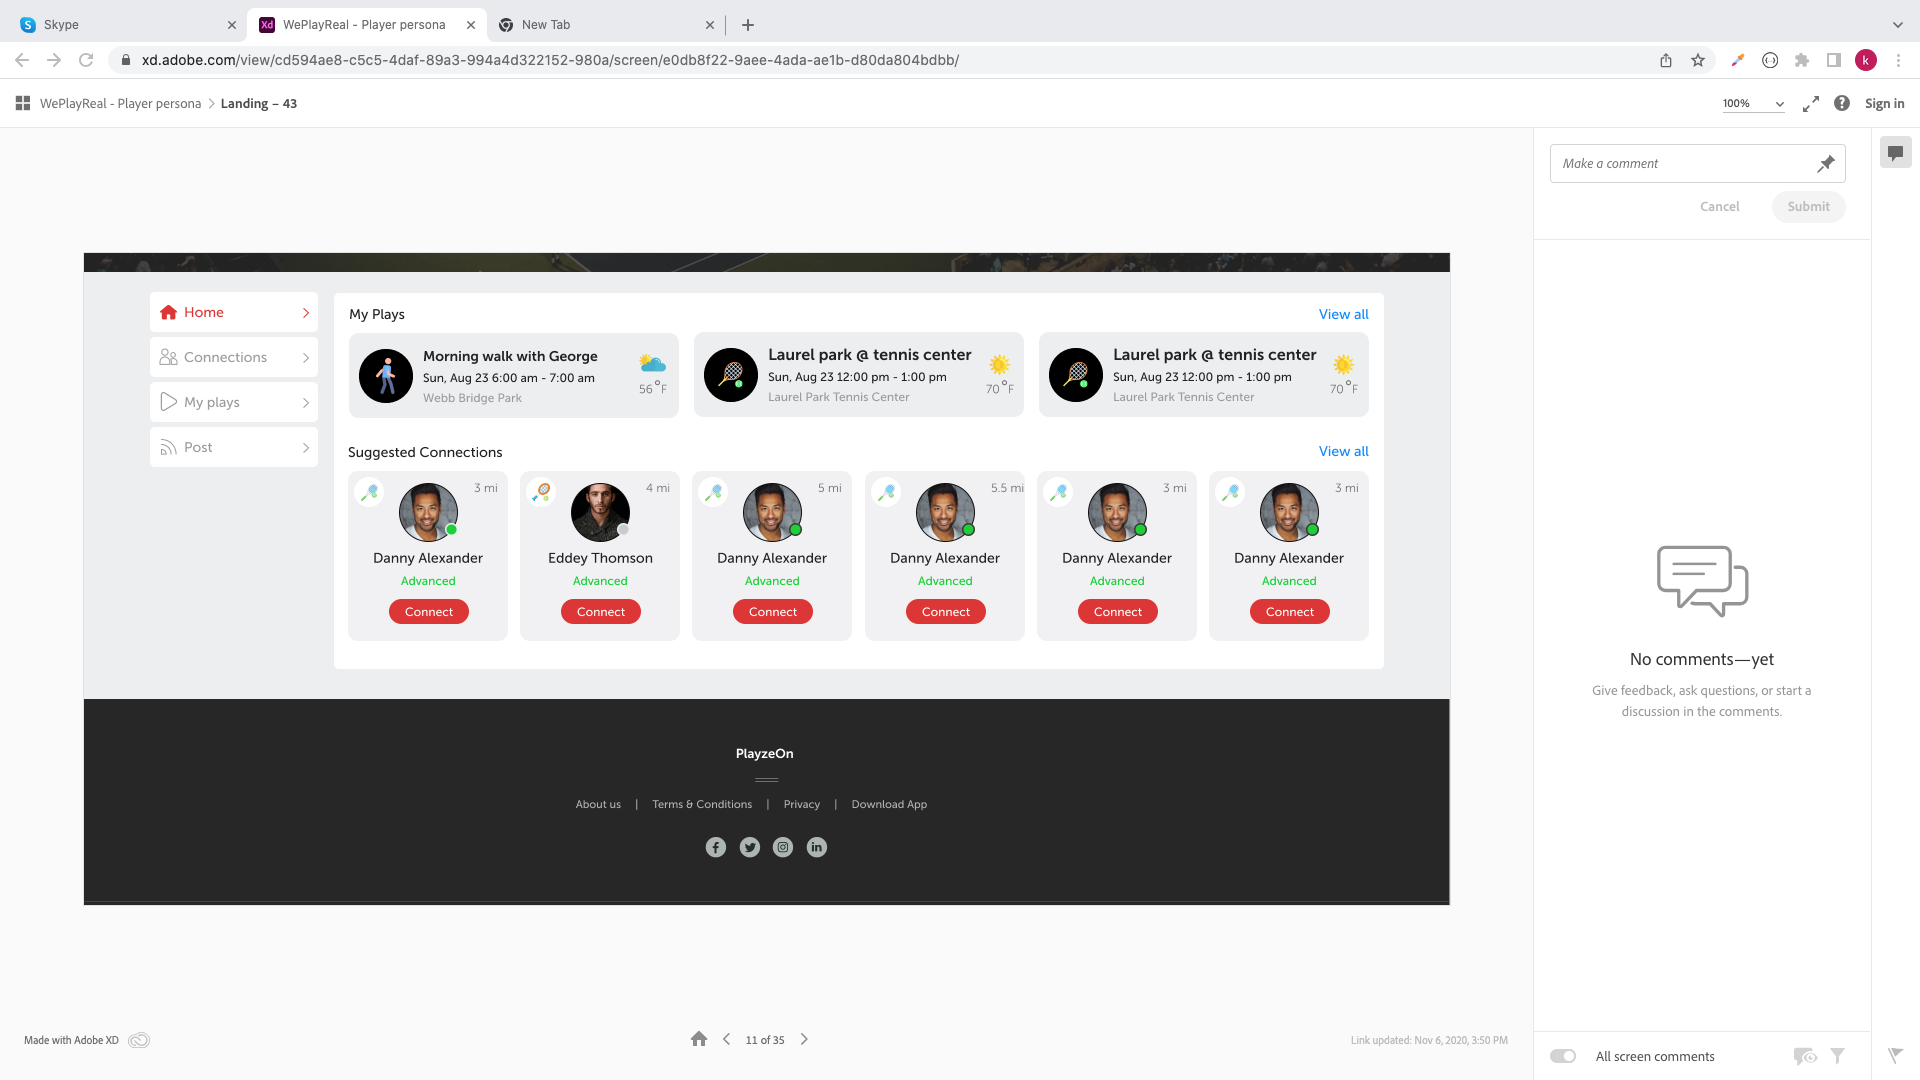 Skype
WePlayReal - Player persona
New Tab
xd.adobe.com/view/cd594ae8-c5c5-4daf-89a3-994a4d322152-980a/screen/e0db8f22-9aee-4ada-ae1b-d80da804bdbb/
k
WePlayReal - Player persona > Landing – 43
100%
Sign in
Make a comment
Cancel
Submit
Home
Connections
My plays
Post
My Plays
View all
Morning walk with George
Sun, Aug 23 6:00 am - 7:00 am
Webb Bridge Park
56°F
Laurel park @ tennis center
Sun, Aug 23 12:00 pm - 1:00 pm
Laurel Park Tennis Center
70°F
Laurel park @ tennis center
Sun, Aug 23 12:00 pm - 1:00 pm
Laurel Park Tennis Center
70°F
Suggested Connections
View all
3 mi
Danny Alexander
Advanced
Connect
4 mi
Eddey Thomson
Advanced
Connect
5 mi
Danny Alexander
Advanced
Connect
5.5 mi
Danny Alexander
Advanced
Connect
3 mi
Danny Alexander
Advanced
Connect
3 mi
Danny Alexander
Advanced
Connect
PlayzeOn
About us | Terms & Conditions | Privacy | Download App
No comments—yet
Give feedback, ask questions, or start a
discussion in the comments.
Made with Adobe XD
11 of 35
Link updated: Nov 6, 2020, 3:50 PM
All screen comments